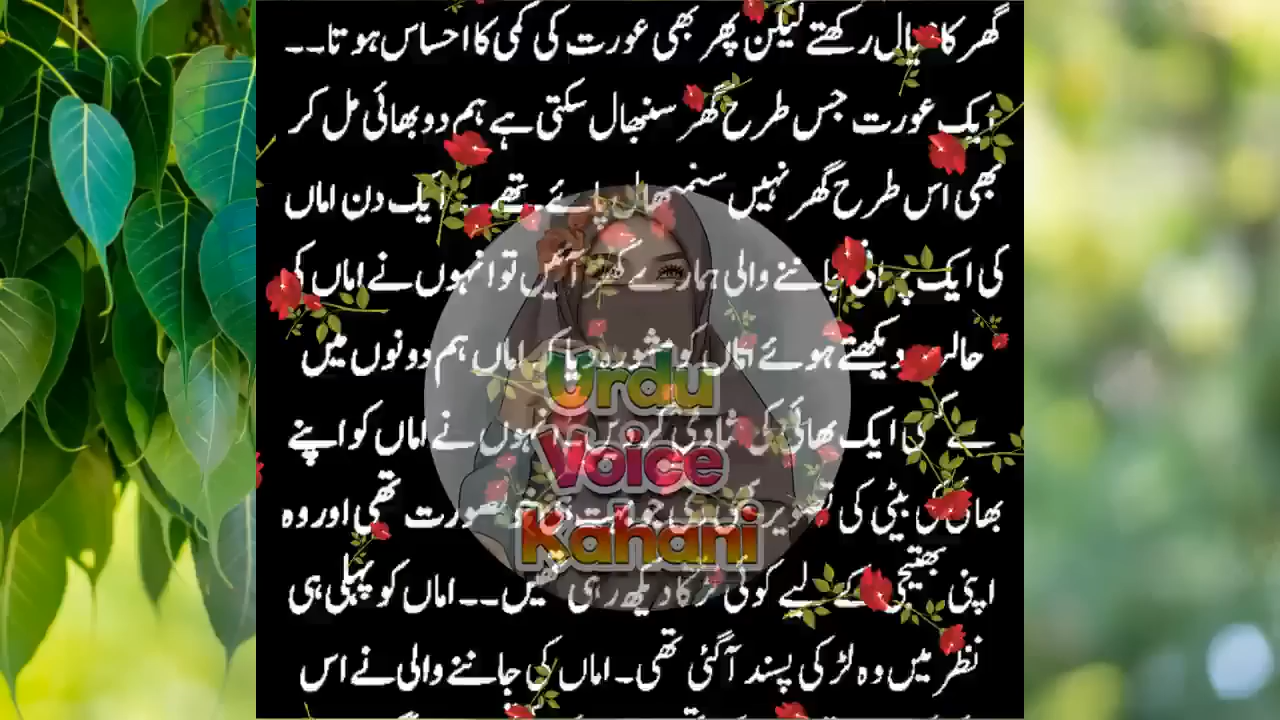 گھر کا خیال رکھتے لیکن پھر بھی عورت کی کمی کا احساس ہوتا۔۔
ایک عورت جس طرح گھر سنبھال سکتی ہے ہم دو بھائی مل کر
بھی اس طرح گھر نہیں سنبھال پائے تھے۔۔ ایک دن اماں
کی ایک پرانی جاننے والی ہمارے گھر آئیں تو انہوں نے اماں کی
حالت دیکھتے ہوئے اماں کو مشورہ دیا کہ اماں ہم دونوں میں
سے کسی ایک بھائی کی شادی کر دیں انہوں نے اماں کو اپنے
بھائی کی بیٹی کی تصویر بھی دی جو بہت ہی خوبصورت تھی اور وہ
اپنی بھتیجی کے لیے کوئی لڑکا دیکھ رہی تھیں۔۔ اماں کو پہلی ہی
نظر میں وہ لڑکی پسند آگئی تھی۔ اماں کی جاننے والی نے اس
Urdu
Voice
Kahani